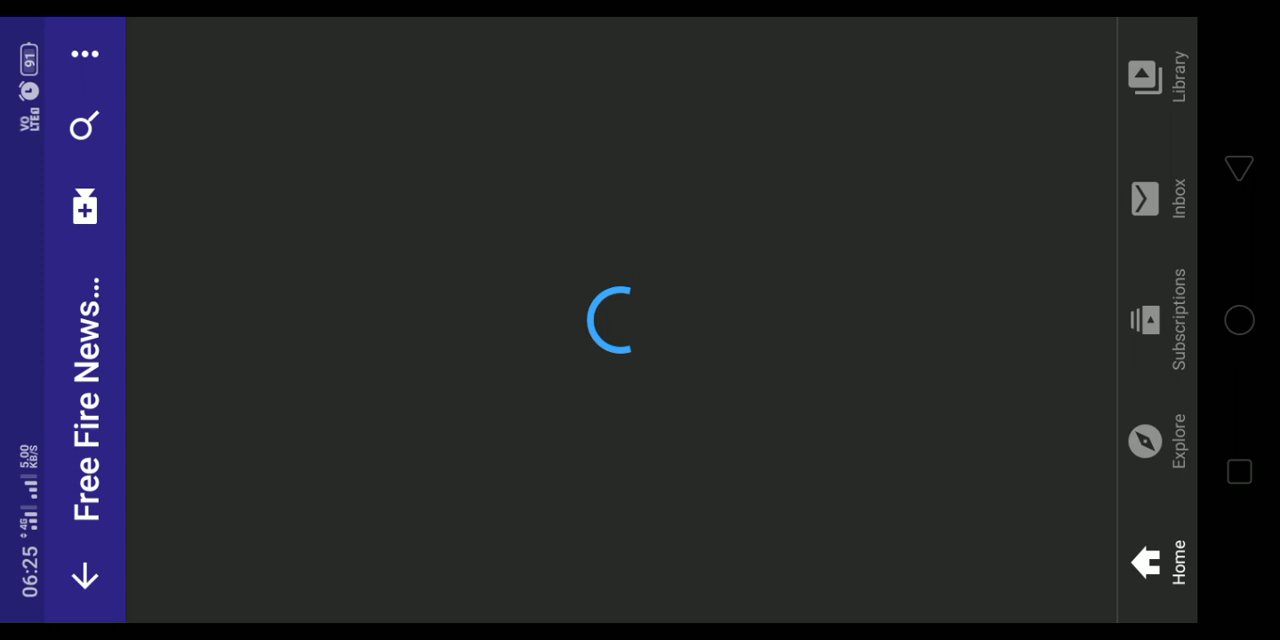 06:25 4G 5.00 KB/S VO LTE 91
Free Fire News...
Home Explore Subscriptions Inbox Library